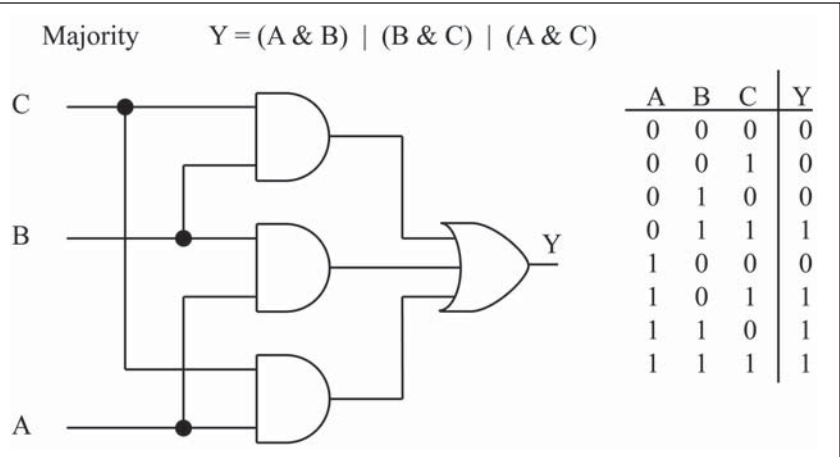 Majority Y = (A & B) | (B & C) | (A & C)
C
B
A
Y
A B C Y
0 0 0 0
0 0 1 0
0 1 0 0
0 1 1 1
1 0 0 0
1 0 1 1
1 1 0 1
1 1 1 1